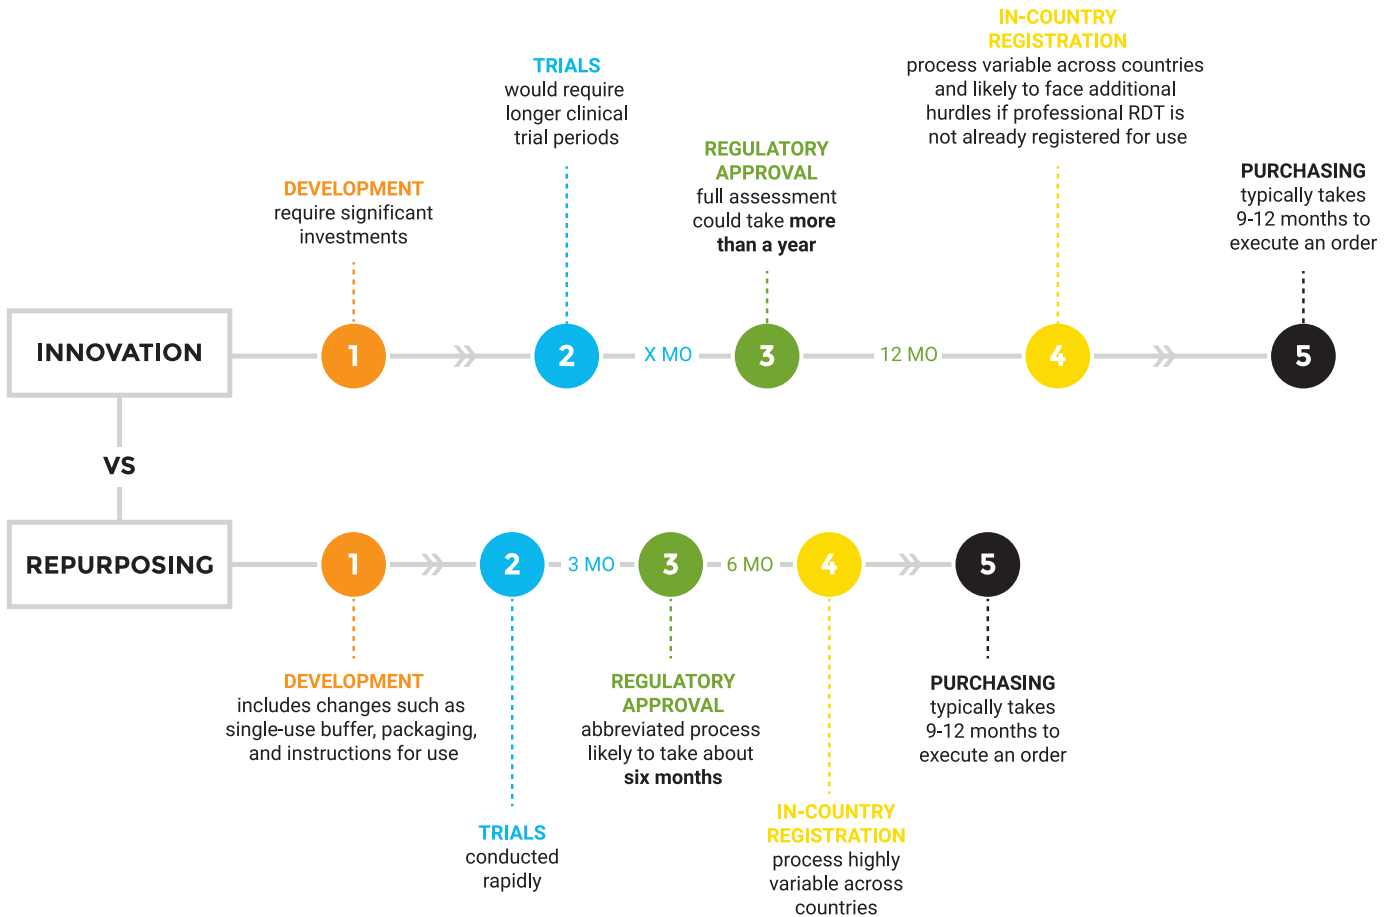 IN-COUNTRY
REGISTRATION
process variable across countries
and likely to face additional
hurdles if professional RDT is
not already registered for use
TRIALS
would require
longer clinical
trial periods
REGULATORY
APPROVAL
full assessment
could take more
than a year
PURCHASING
typically takes
9-12 months to
execute an order
DEVELOPMENT
require significant
investments
INNOVATION
1
2
X MO
3
12 MO
4
5
VS
REPURPOSING
1
2
3 MO
3
6 MO
4
5
DEVELOPMENT
includes changes such as
single-use buffer, packaging,
and instructions for use
REGULATORY
APPROVAL
abbreviated process
likely to take about
six months
PURCHASING
typically takes
9-12 months to
execute an order
TRIALS
conducted
rapidly
IN-COUNTRY
REGISTRATION
process highly
variable across
countries